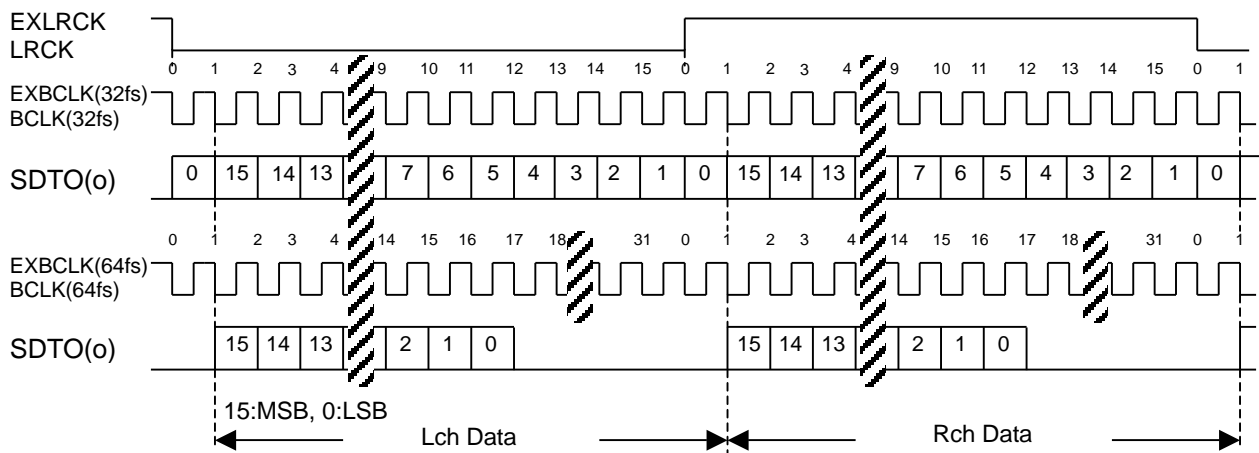 EXLRCK
LRCK
0 1 2 3 4 9 10 11 12 13 14 15 0 1 2 3 4 9 10 11 12 13 14 15 0 1
EXBCLK(32fs)
BCLK(32fs)
SDTO(o) 0 15 14 13 7 6 5 4 3 2 1 0 15 14 13 7 6 5 4 3 2 1 0
0 1 2 3 4 14 15 16 17 18 31 0 1 2 3 4 14 15 16 17 18 31 0 1
EXBCLK(64fs)
BCLK(64fs)
SDTO(o) 15 14 13 2 1 0 15 14 13 2 1 0
15:MSB, 0:LSB
Lch Data Rch Data